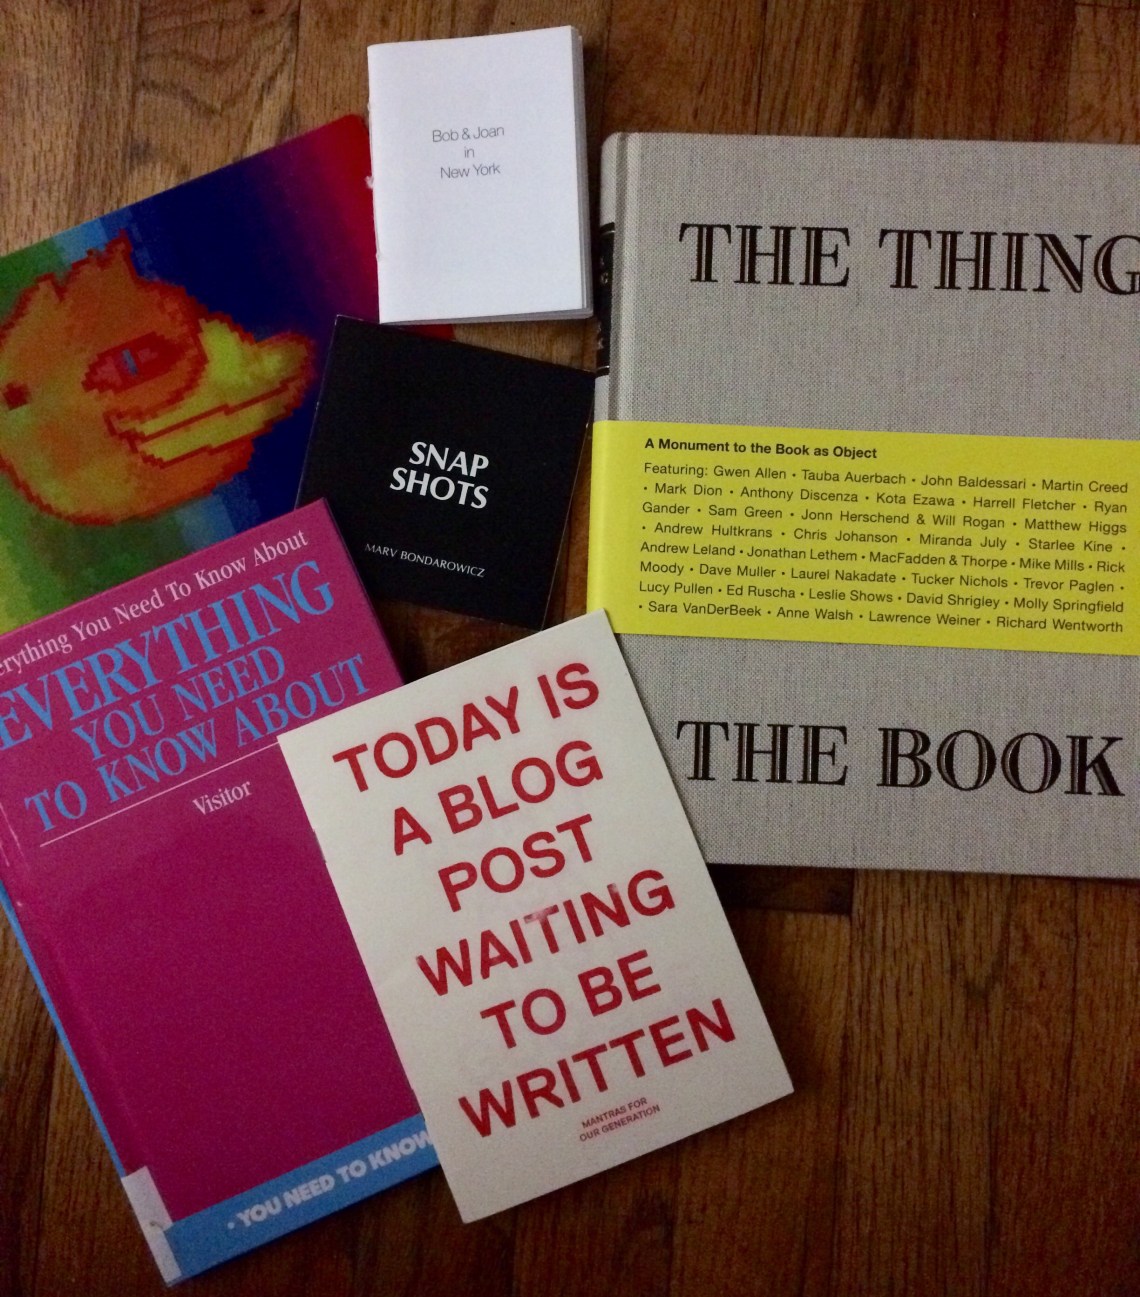 Bob & Joan
in
New York
THE THING
A Monument to the Book as Object
Featuring: Gwen Allen • Tauba Auerbach • John Baldessari • Martin Creed
• Mark Dion • Anthony Discenza • Kota Ezawa • Harrell Fletcher • Ryan
Gander • Sam Green • Jonn Herschend & Will Rogan • Matthew Higgs
• Andrew Hultkrans • Chris Johanson • Miranda July • Starlee Kine •
Andrew Leland • Jonathan Lethem • MacFadden & Thorpe • Mike Mills • Rick
Moody • Dave Muller • Laurel Nakadate • Tucker Nichols • Trevor Paglen •
Lucy Pullen • Ed Ruscha • Leslie Shows • David Shrigley • Molly Springfield
• Sara VanDerBeek • Anne Walsh • Lawrence Weiner • Richard Wentworth
THE BOOK
SNAP
SHOTS
MARV BONDAROWICZ
erything You Need To Know About
EVERYTHING
YOU NEED
TO KNOW ABOUT
Visitor
• YOU NEED TO KNOW
TODAY IS
A BLOG
POST
WAITING
TO BE
WRITTEN
MANTRAS FOR
OUR GENERATION